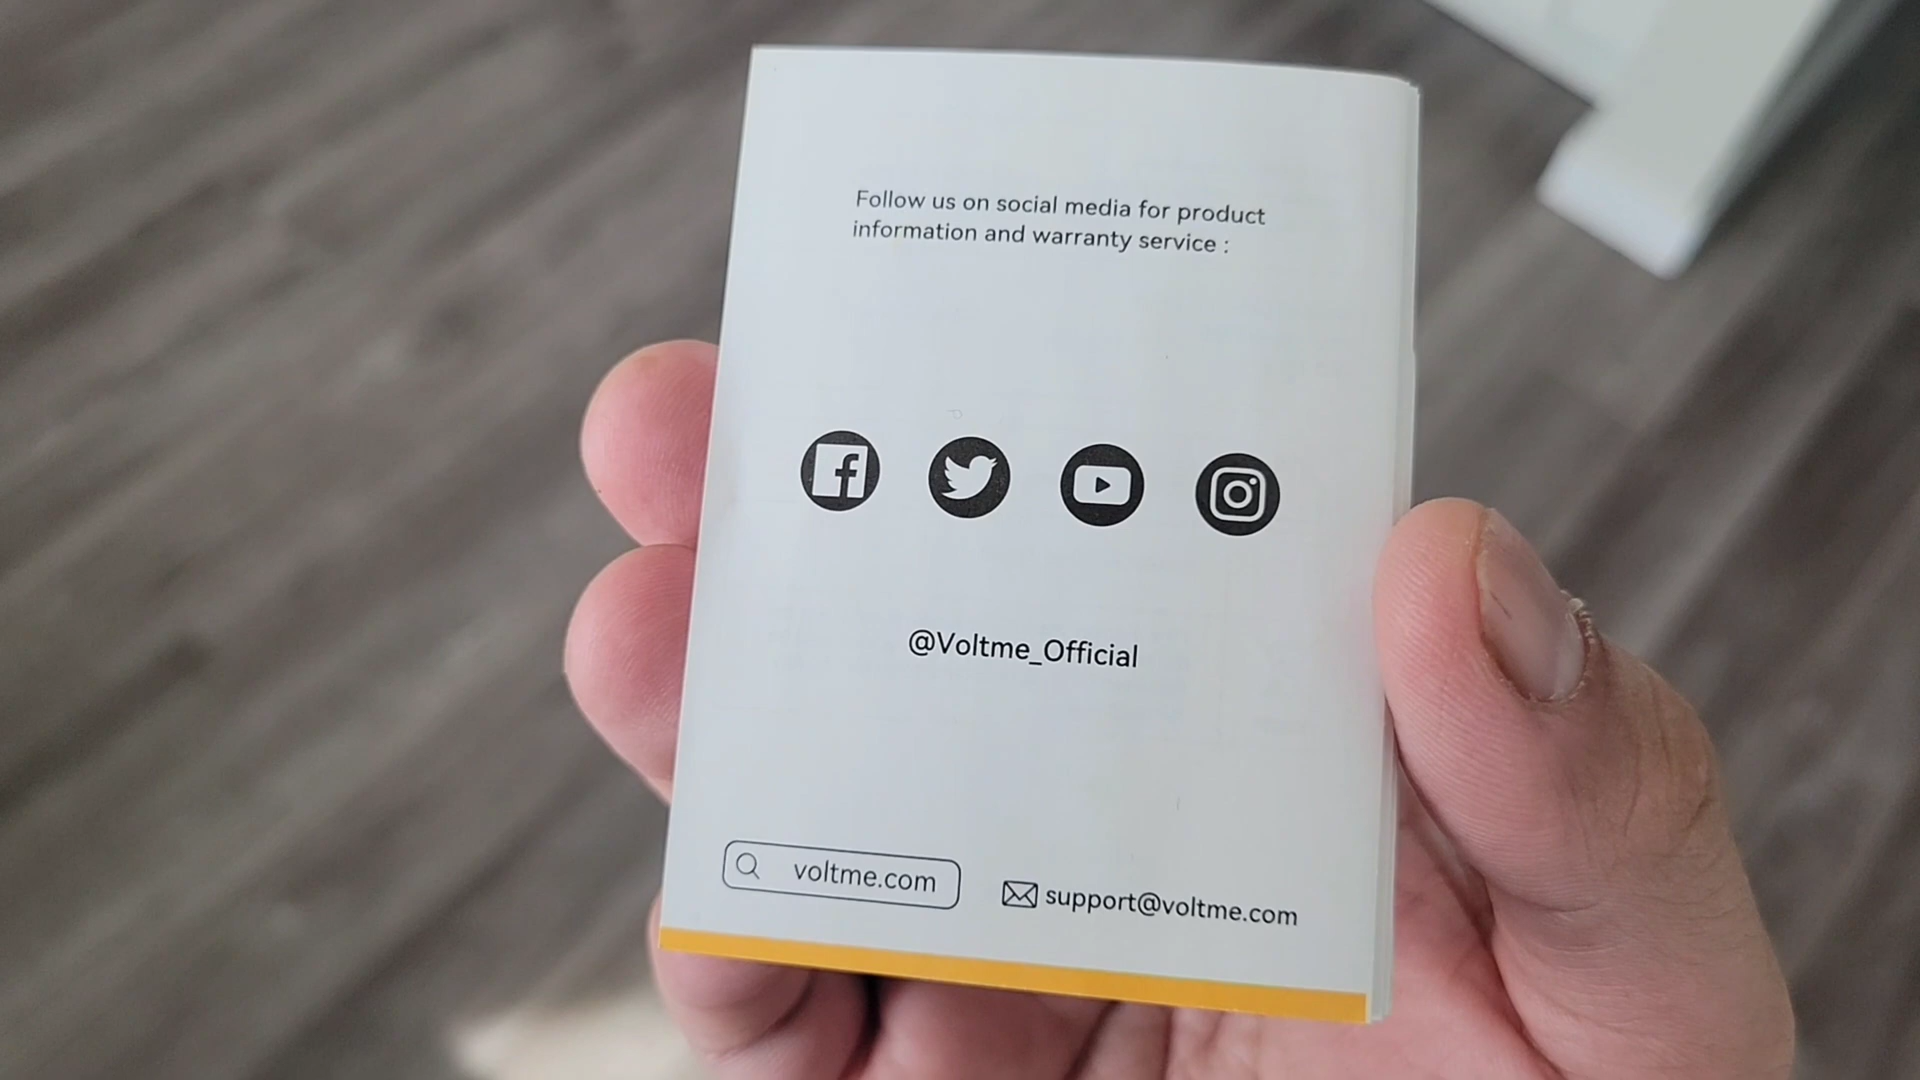 Follow us on social media for product
information and warranty service :
@Voltme_Official
voltme.com
support@voltme.com